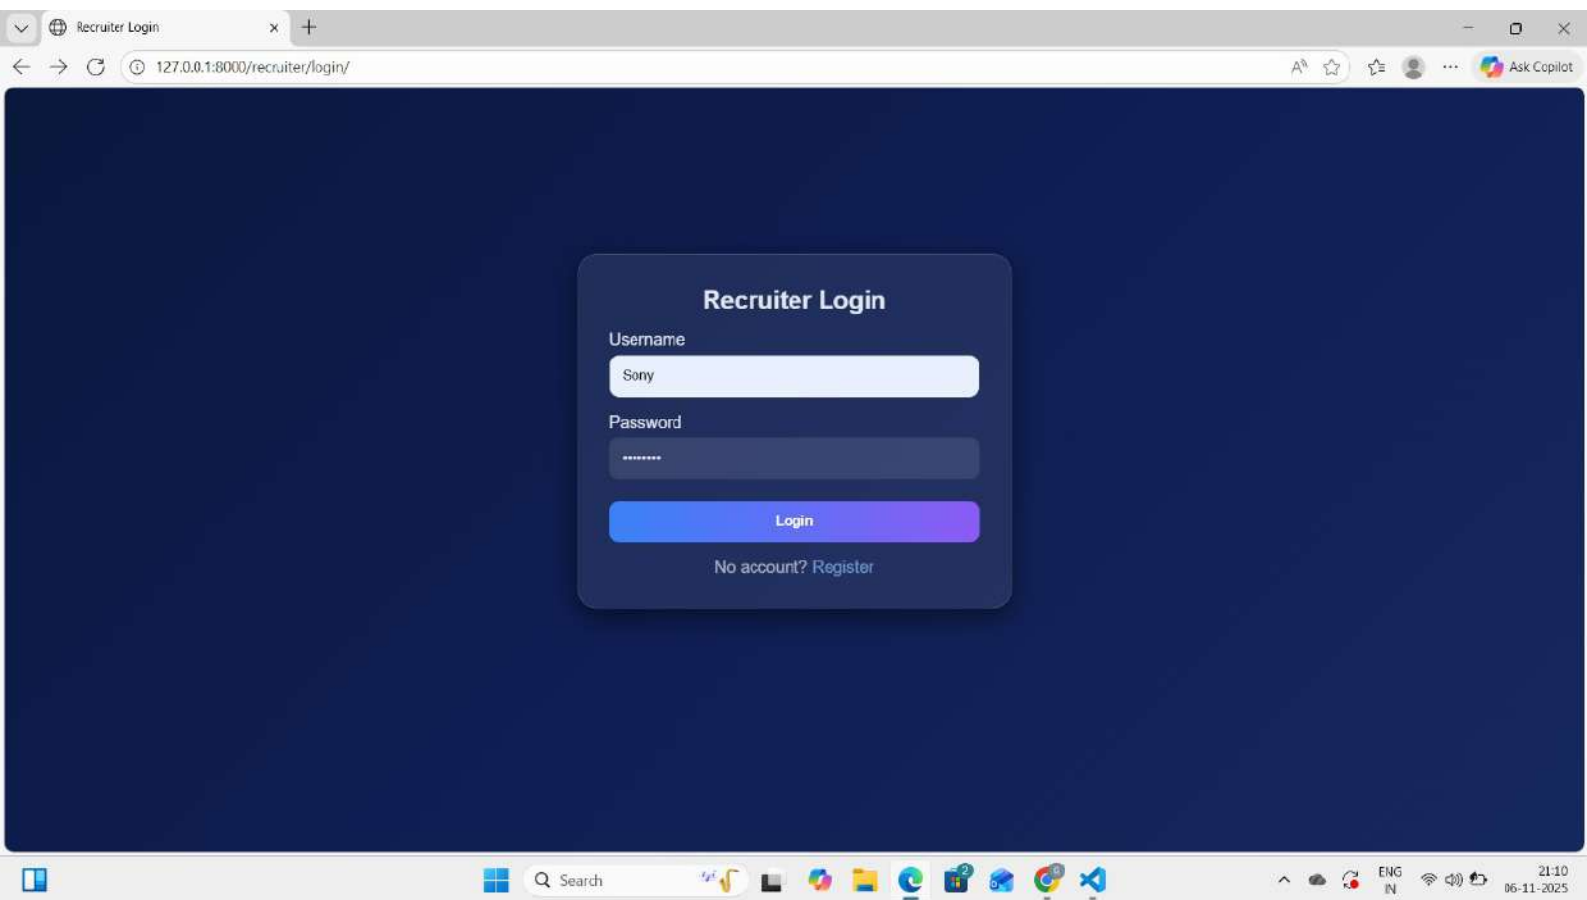 Recruiter Login
127.0.0.1:8000/recruiter/login/
Ask Copilot
Recruiter Login
Username
Sony
Password
Login
No account? Register
Search
2
ENG
IN
21:10
06-11-2025